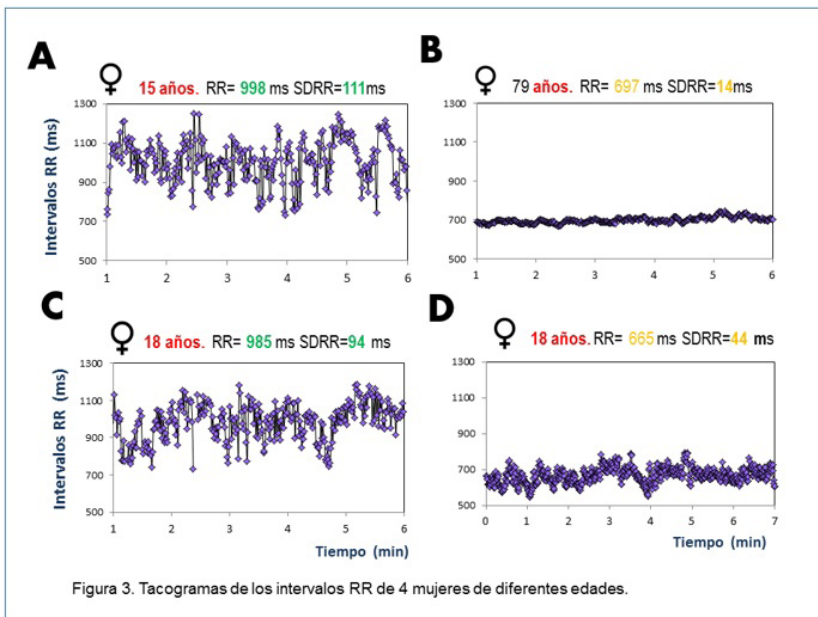 A
♀ 15 años. RR= 998 ms SDRR=111ms
Intervalos RR (ms)
1300
1100
900
700
500
1 2 3 4 5 6
B
♀ 79 años. RR= 697 ms SDRR=14ms
1300
1100
900
700
500
1 2 3 4 5 6
C
♀ 18 años. RR= 985 ms SDRR=94 ms
Intervalos RR (ms)
1300
1100
900
700
500
1 2 3 4 5 6
Tiempo (min)
D
♀ 18 años. RR= 665 ms SDRR=44 ms
1300
1100
900
700
500
0 1 2 3 4 5 6 7
Tiempo (min)
Figura 3. Tacogramas de los intervalos RR de 4 mujeres de diferentes edades.